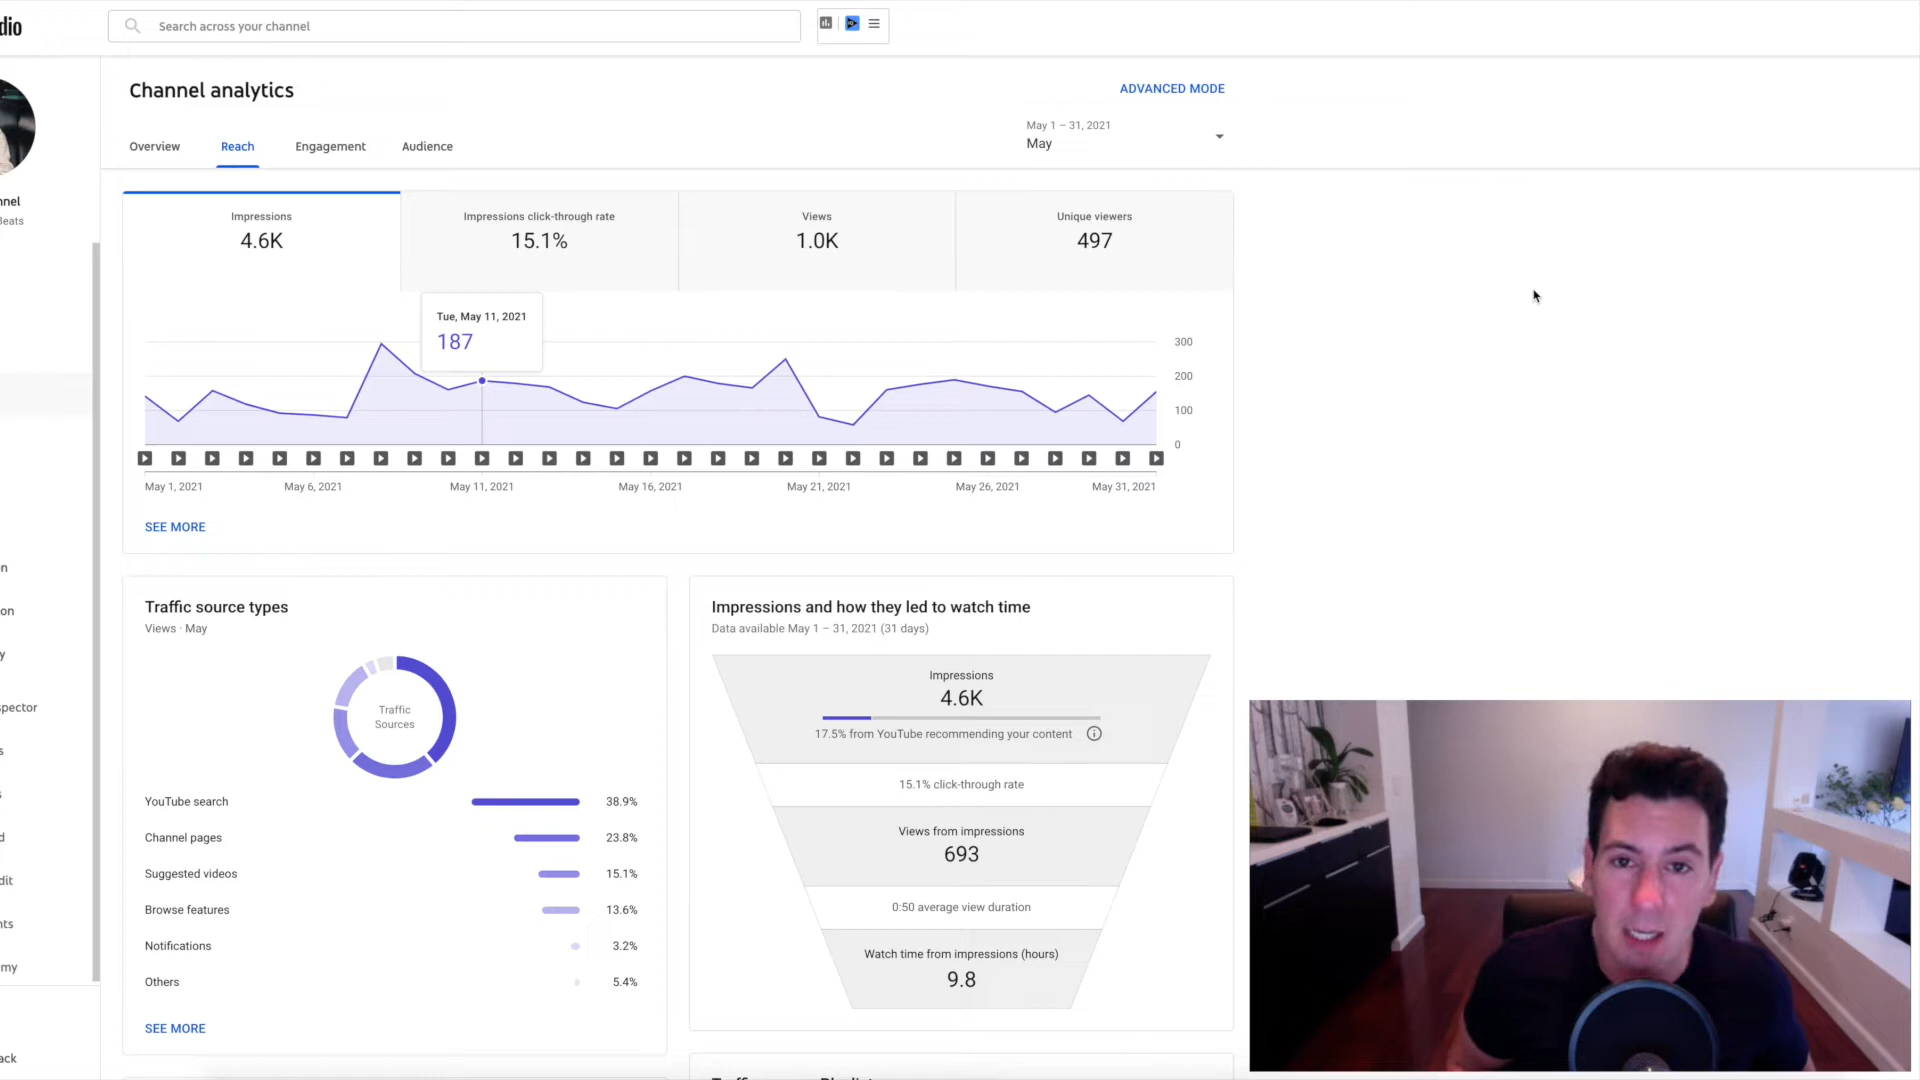 dio
Search across your channel
Channel analytics
ADVANCED MODE
May 1 – 31, 2021
May
Overview
Reach
Engagement
Audience
nnel
Beats
Impressions
4.6K
Impressions click-through rate
15.1%
Views
1.0K
Unique viewers
497
Tue, May 11, 2021
187
300
200
100
0
May 1, 2021
May 6, 2021
May 11, 2021
May 16, 2021
May 21, 2021
May 26, 2021
May 31, 2021
SEE MORE
n
on
y
spector
s
s
d
dit
nts
my
ack
Traffic source types
Views · May
Traffic
Sources
YouTube search 38.9%
Channel pages 23.8%
Suggested videos 15.1%
Browse features 13.6%
Notifications 3.2%
Others 5.4%
SEE MORE
Impressions and how they led to watch time
Data available May 1 – 31, 2021 (31 days)
Impressions
4.6K
17.5% from YouTube recommending your content
15.1% click-through rate
Views from impressions
693
0:50 average view duration
Watch time from impressions (hours)
9.8